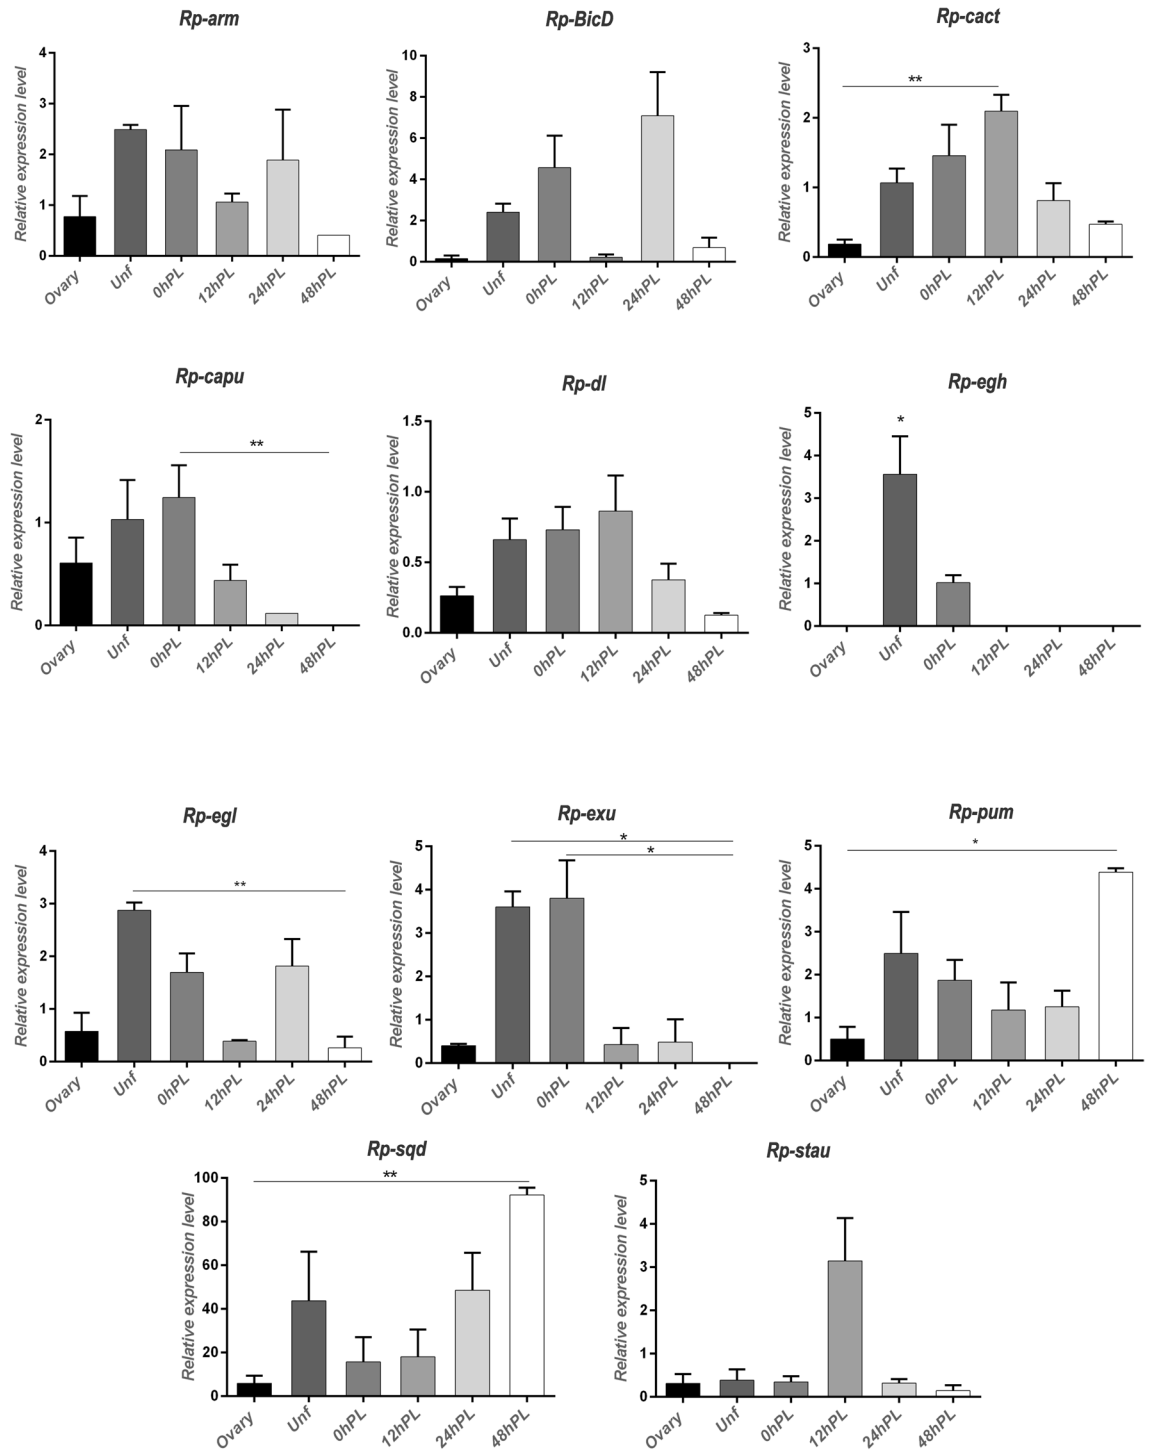 Rp-arm
Relative expression level
4
3
2
1
0
Ovary
Unf
0hPL
12hPL
24hPL
48hPL
Rp-BicD
Relative expression level
10
8
6
4
2
0
Ovary
Unf
0hPL
12hPL
24hPL
48hPL
Rp-cact
Relative expression level
3
2
1
0
**
Ovary
Unf
0hPL
12hPL
24hPL
48hPL
Rp-capu
Relative expression level
2
1
0
**
Ovary
Unf
0hPL
12hPL
24hPL
48hPL
Rp-dl
Relative expression level
1.5
1.0
0.5
0.0
Ovary
Unf
0hPL
12hPL
24hPL
48hPL
Rp-egh
Relative expression level
5
4
3
2
1
0
*
Ovary
Unf
0hPL
12hPL
24hPL
48hPL
Rp-egl
Relative expression level
4
3
2
1
0
**
Ovary
Unf
0hPL
12hPL
24hPL
48hPL
Rp-exu
Relative expression level
5
4
3
2
1
0
*
*
Ovary
Unf
0hPL
12hPL
24hPL
48hPL
Rp-pum
Relative expression level
5
4
3
2
1
0
*
Ovary
Unf
0hPL
12hPL
24hPL
48hPL
Rp-sqd
Relative expression level
100
80
60
40
20
0
**
Ovary
Unf
0hPL
12hPL
24hPL
48hPL
Rp-stau
Relative expression level
5
4
3
2
1
0
Ovary
Unf
0hPL
12hPL
24hPL
48hPL